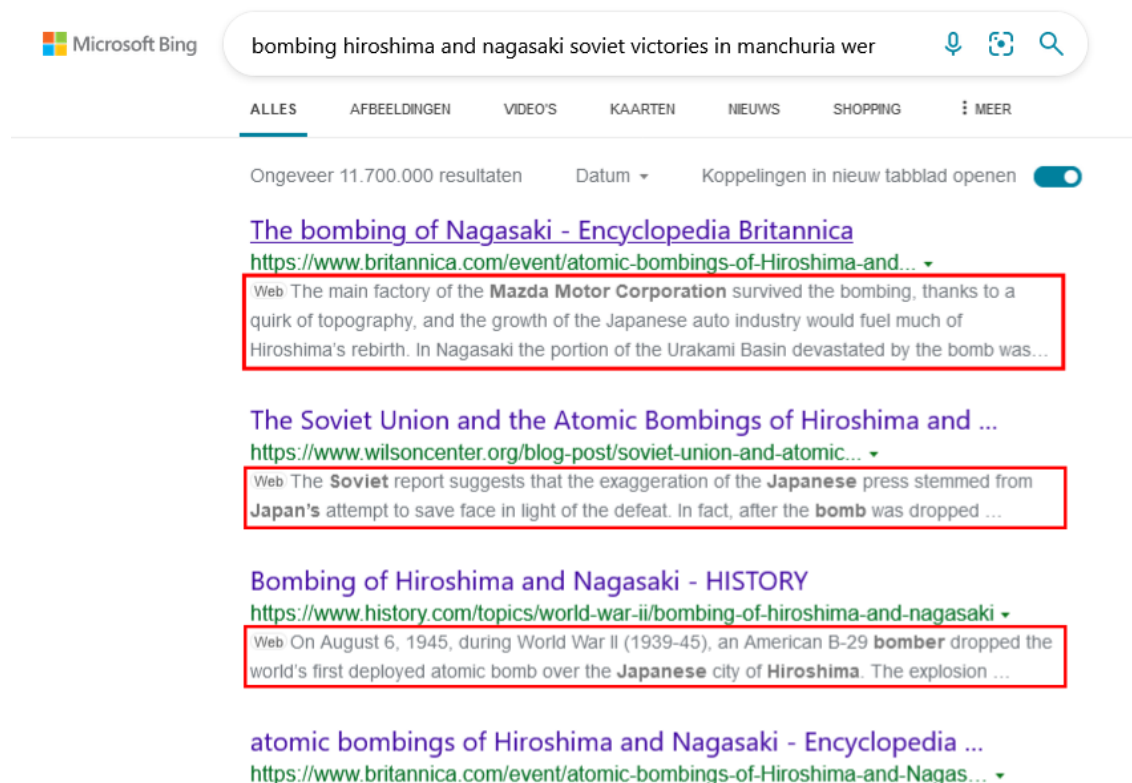 Microsoft Bing
bombing hiroshima and nagasaki soviet victories in manchuria wer
ALLES AFBEELDINGEN VIDEO'S KAARTEN NIEUWS SHOPPING MEER
Ongeveer 11.700.000 resultaten Datum Koppelingen in nieuw tabblad openen
The bombing of Nagasaki - Encyclopedia Britannica
https://www.britannica.com/event/atomic-bombings-of-Hiroshima-and...
Web The main factory of the Mazda Motor Corporation survived the bombing, thanks to a
quirk of topography, and the growth of the Japanese auto industry would fuel much of
Hiroshima's rebirth. In Nagasaki the portion of the Urakami Basin devastated by the bomb was...
The Soviet Union and the Atomic Bombings of Hiroshima and ...
https://www.wilsoncenter.org/blog-post/soviet-union-and-atomic...
Web The Soviet report suggests that the exaggeration of the Japanese press stemmed from
Japan's attempt to save face in light of the defeat. In fact, after the bomb was dropped ...
Bombing of Hiroshima and Nagasaki - HISTORY
https://www.history.com/topics/world-war-ii/bombing-of-hiroshima-and-nagasaki
Web On August 6, 1945, during World War II (1939-45), an American B-29 bomber dropped the
world's first deployed atomic bomb over the Japanese city of Hiroshima. The explosion ...
atomic bombings of Hiroshima and Nagasaki - Encyclopedia ...
https://www.britannica.com/event/atomic-bombings-of-Hiroshima-and-Nagas...